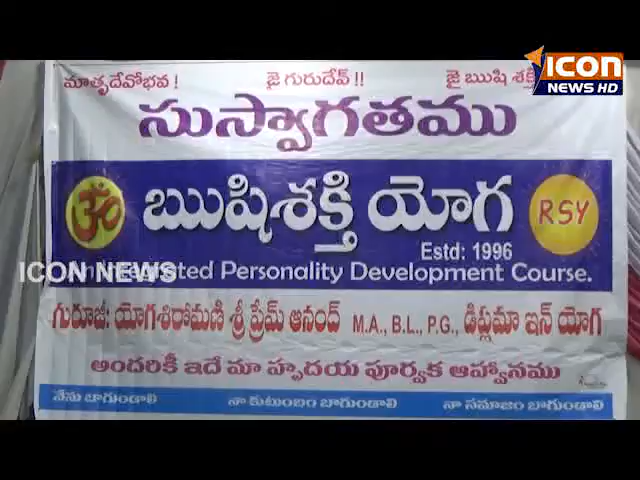 ICON
NEWS HD
మాతృదేవోభవ ! జై గురుదేవ్ !! జై ఋషి శక్తి
సుస్వాగతము
ఓం ఋషిశక్తి యోగ RSY
Estd: 1996
ICON NEWS
An Integrated Personality Development Course.
గురూజీ: యోగశిరోమణి శ్రీ ప్రేమ్ ఆనంద్ M.A., B.L., P.G., డిప్లమా ఇన్ యోగ
అందరికీ ఇదే మా హృదయ పూర్వక ఆహ్వానము
నేను బాగుండాలి నా కుటుంబం బాగుండాలి నా సమాజం బాగుండాలి